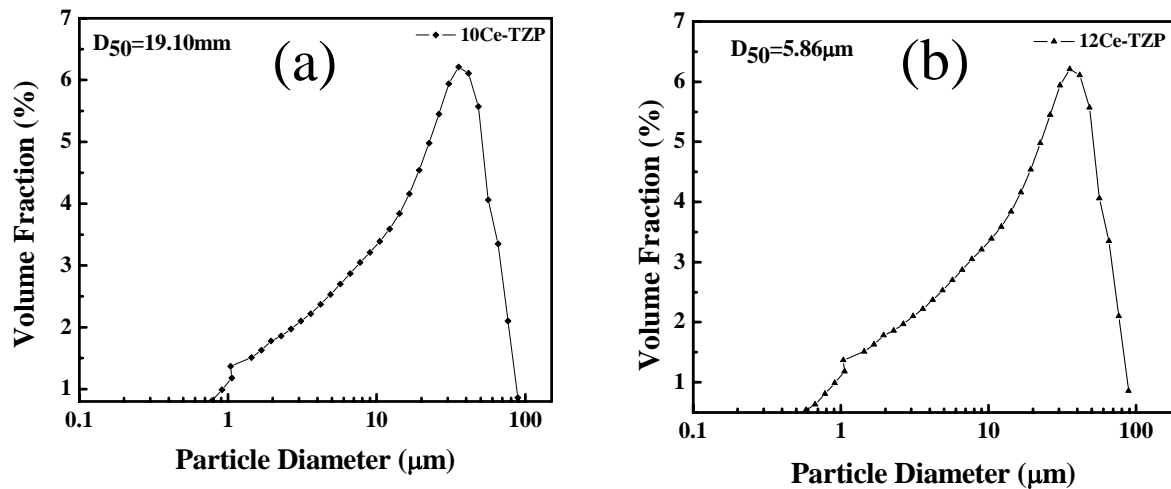 7
6
5
4
3
2
1
Volume Fraction (%)
D50=19.10mm
(a)
10Ce-TZP
0.1
1
10
100
Particle Diameter (μm)
7
6
5
4
3
2
1
Volume Fraction (%)
D50=5.86μm
(b)
12Ce-TZP
0.1
1
10
100
Particle Diameter (μm)